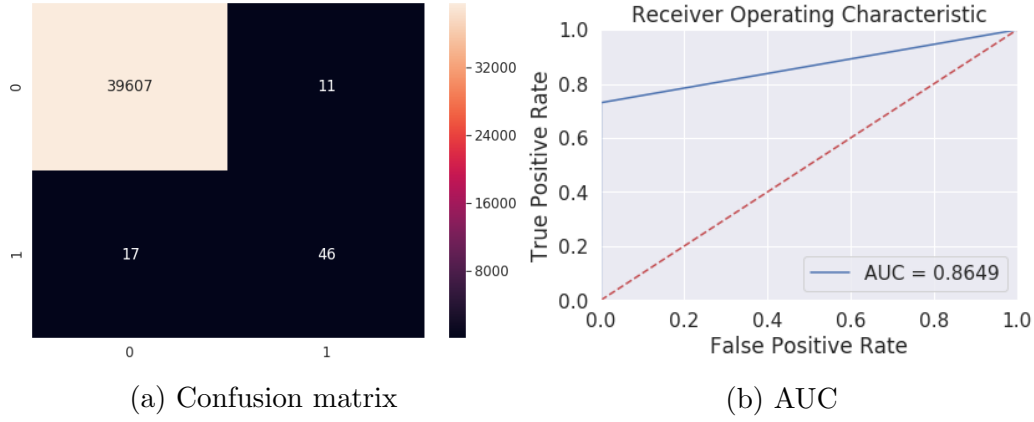 39607
11
17
46
0
1
0
1
32000
24000
16000
8000
(a) Confusion matrix
Receiver Operating Characteristic
True Positive Rate
1.0
0.8
0.6
0.4
0.2
0.0
AUC = 0.8649
0.0 0.2 0.4 0.6 0.8 1.0
False Positive Rate
(b) AUC